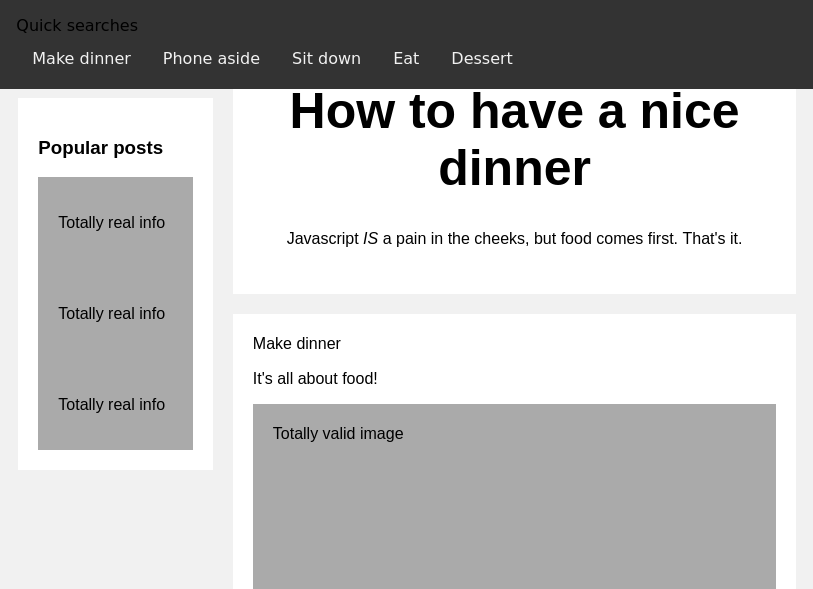 Quick searches
Make dinner Phone aside Sit down Eat Dessert
Popular posts
Totally real info
Totally real info
Totally real info
How to have a nice
dinner
Javascript IS a pain in the cheeks, but food comes first. That's it.
Make dinner
It's all about food!
Totally valid image